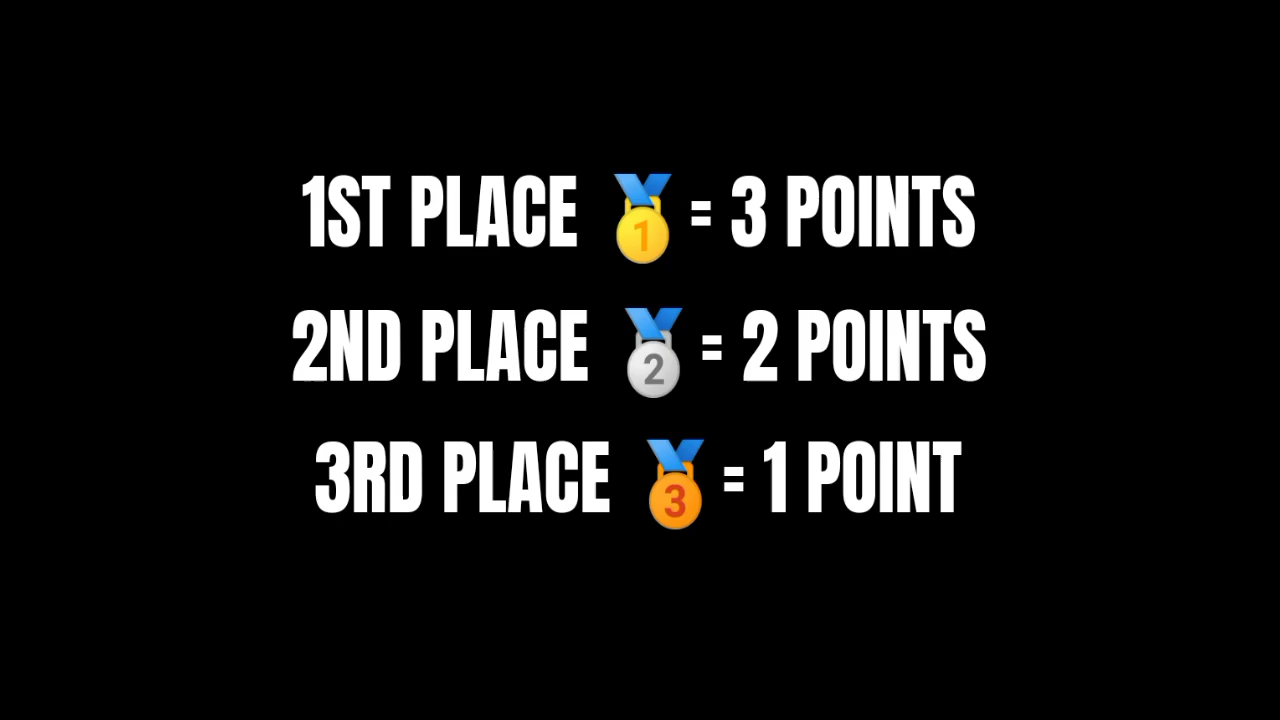 1ST PLACE 🥇 = 3 POINTS
2ND PLACE 🥈 = 2 POINTS
3RD PLACE 🥉 = 1 POINT